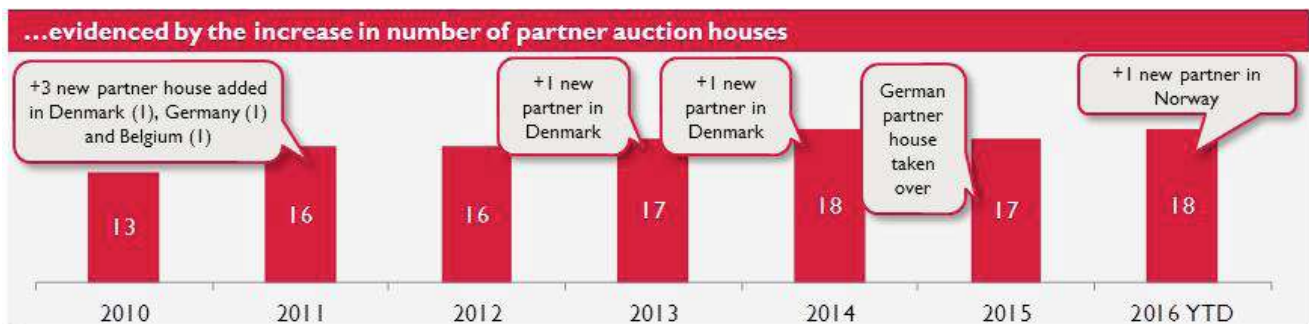 ...evidenced by the increase in number of partner auction houses
+3 new partner house added
in Denmark (1), Germany (1)
and Belgium (1)
+1 new
partner in
Denmark
+1 new
partner in
Denmark
German
partner
house
taken
over
+1 new partner in
Norway
13
16
16
17
18
17
18
2010
2011
2012
2013
2014
2015
2016 YTD